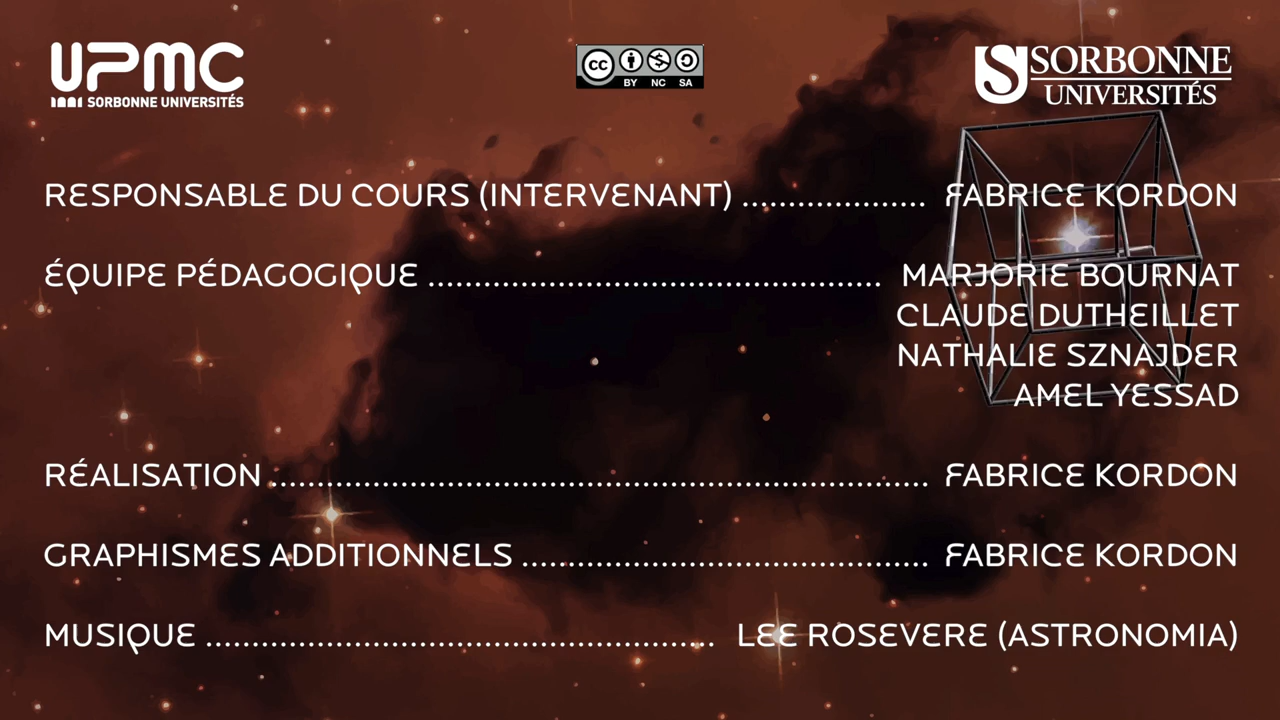 UPMC
SORBONNE UNIVERSITÉS
CC BY NC SA
SORBONNE
UNIVERSITÉS
RESPONSABLE DU COURS (INTERVENANT) .................... FABRICE KORDON
ÉQUIPE PÉDAGOGIQUE ................................................. MARJORIE BOURNAT
CLAUDE DUTHEILLET
NATHALIE SZNAJDER
AMEL YESSAD
RÉALISATION ....................................................................... FABRICE KORDON
GRAPHISMES ADDITIONNELS ............................................ FABRICE KORDON
MUSIQUE ....................................................... LEE ROSEVERE (ASTRONOMIA)